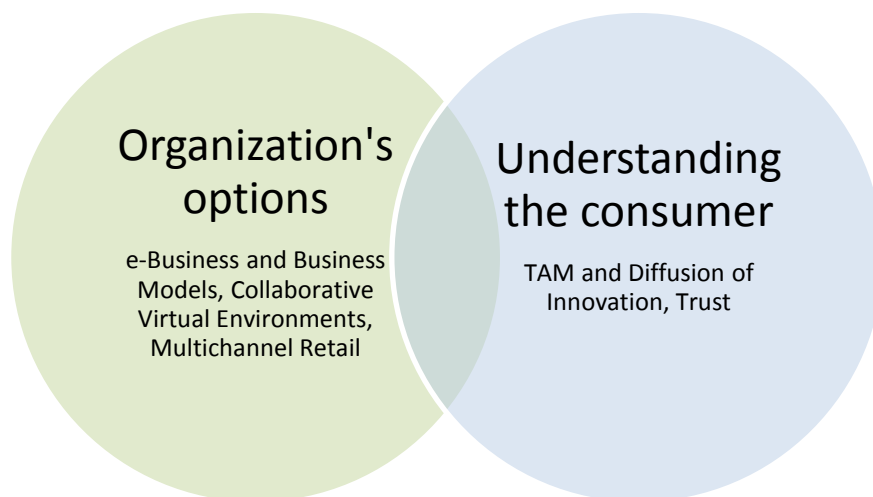 Organization's
options
e-Business and Business
Models, Collaborative
Virtual Environments,
Multichannel Retail
Understanding
the consumer
TAM and Diffusion of
Innovation, Trust